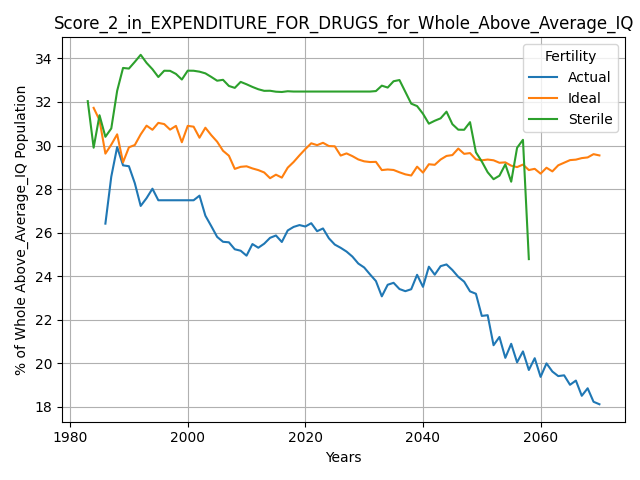 Score_2_in_EXPENDITURE_FOR_DRUGS_for_Whole_Above_Average_IQ
Fertility
Actual
Ideal
Sterile
% of Whole Above_Average_IQ Population
34
32
30
28
26
24
22
20
18
1980
2000
2020
2040
2060
Years